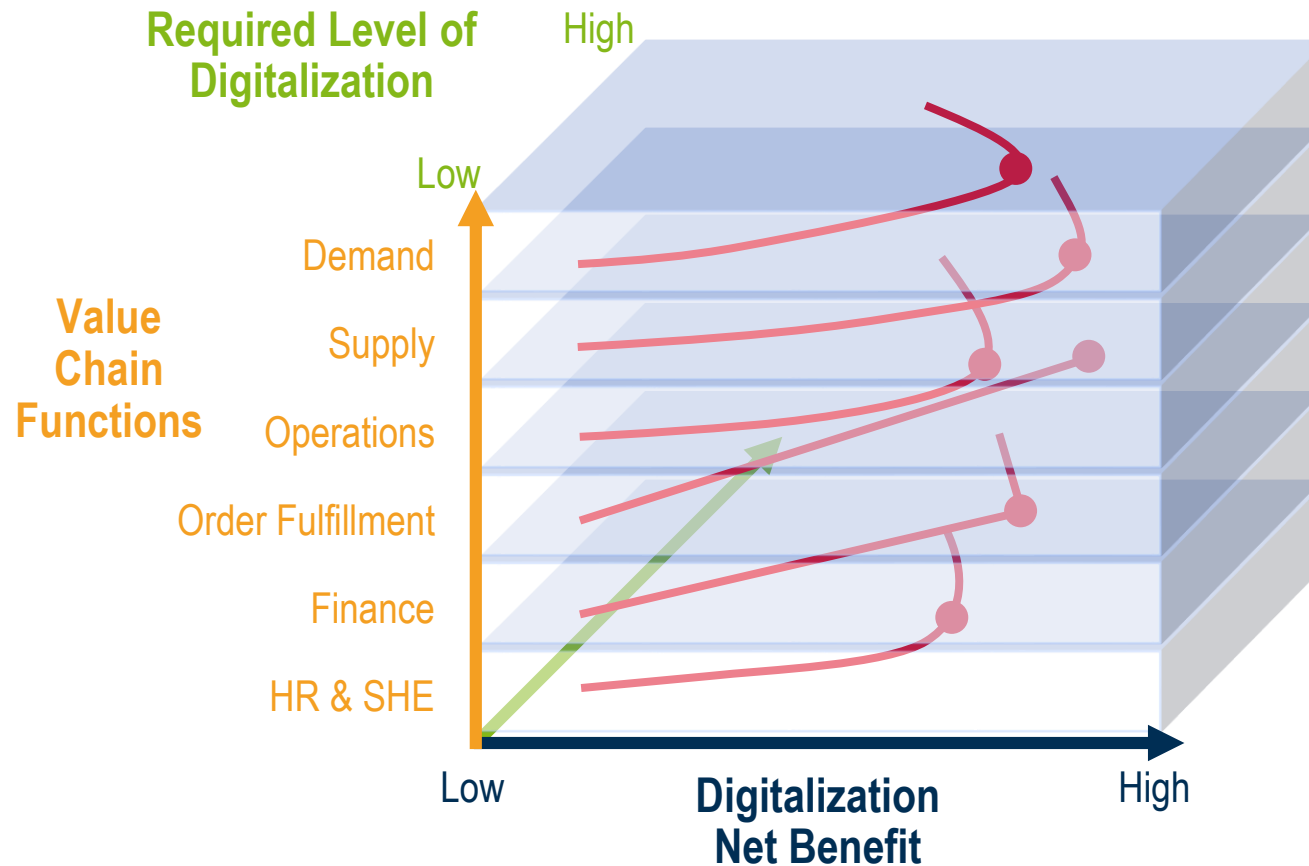 Required Level of
Digitalization
High
Low
Demand
Supply
Operations
Order Fulfillment
Finance
HR & SHE
Value
Chain
Functions
Low
High
Digitalization
Net Benefit